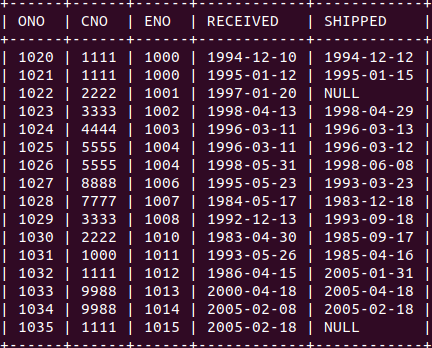 +------+------+------+------------+------------+
| ONO  | CNO  | ENO  | RECEIVED   | SHIPPED    |
+------+------+------+------------+------------+
| 1020 | 1111 | 1000 | 1994-12-10 | 1994-12-12 |
| 1021 | 1111 | 1000 | 1995-01-12 | 1995-01-15 |
| 1022 | 2222 | 1001 | 1997-01-20 | NULL       |
| 1023 | 3333 | 1002 | 1998-04-13 | 1998-04-29 |
| 1024 | 4444 | 1003 | 1996-03-11 | 1996-03-13 |
| 1025 | 5555 | 1004 | 1996-03-11 | 1996-03-12 |
| 1026 | 5555 | 1004 | 1998-05-31 | 1998-06-08 |
| 1027 | 8888 | 1006 | 1995-05-23 | 1993-03-23 |
| 1028 | 7777 | 1007 | 1984-05-17 | 1983-12-18 |
| 1029 | 3333 | 1008 | 1992-12-13 | 1993-09-18 |
| 1030 | 2222 | 1010 | 1983-04-30 | 1985-09-17 |
| 1031 | 1000 | 1011 | 1993-05-26 | 1985-04-16 |
| 1032 | 1111 | 1012 | 1986-04-15 | 2005-01-31 |
| 1033 | 9988 | 1013 | 2000-04-18 | 2005-04-18 |
| 1034 | 9988 | 1014 | 2005-02-08 | 2005-02-18 |
| 1035 | 1111 | 1015 | 2005-02-18 | NULL       |
+------+------+------+------------+------------+